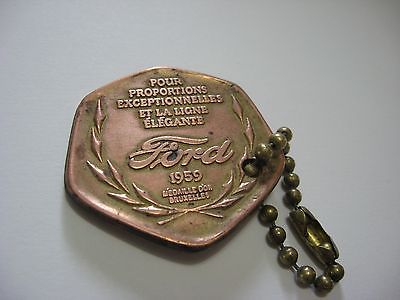 POUR
PROPORTIONS
EXCEPTIONNELLES
ET LA LIGNE
ÉLÉGANTE
Ford
1959
MÉDAILLE D'OR
BRUXELLES